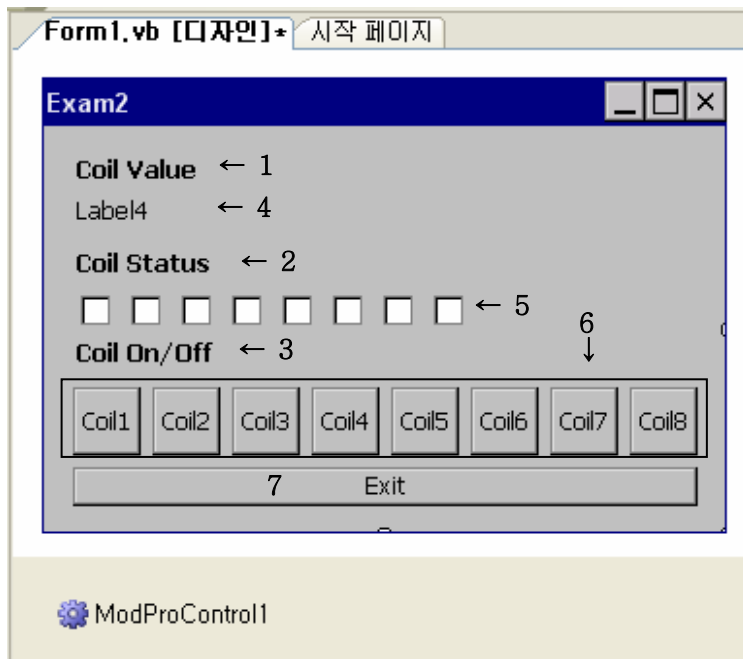 Form1.vb [디자인]* 시작 페이지
Exam2
Coil Value ← 1
Label4 ← 4
Coil Status ← 2
← 5
6
Coil On/Off ← 3 ↓
Coil1 Coil2 Coil3 Coil4 Coil5 Coil6 Coil7 Coil8
7 Exit
ModProControl1